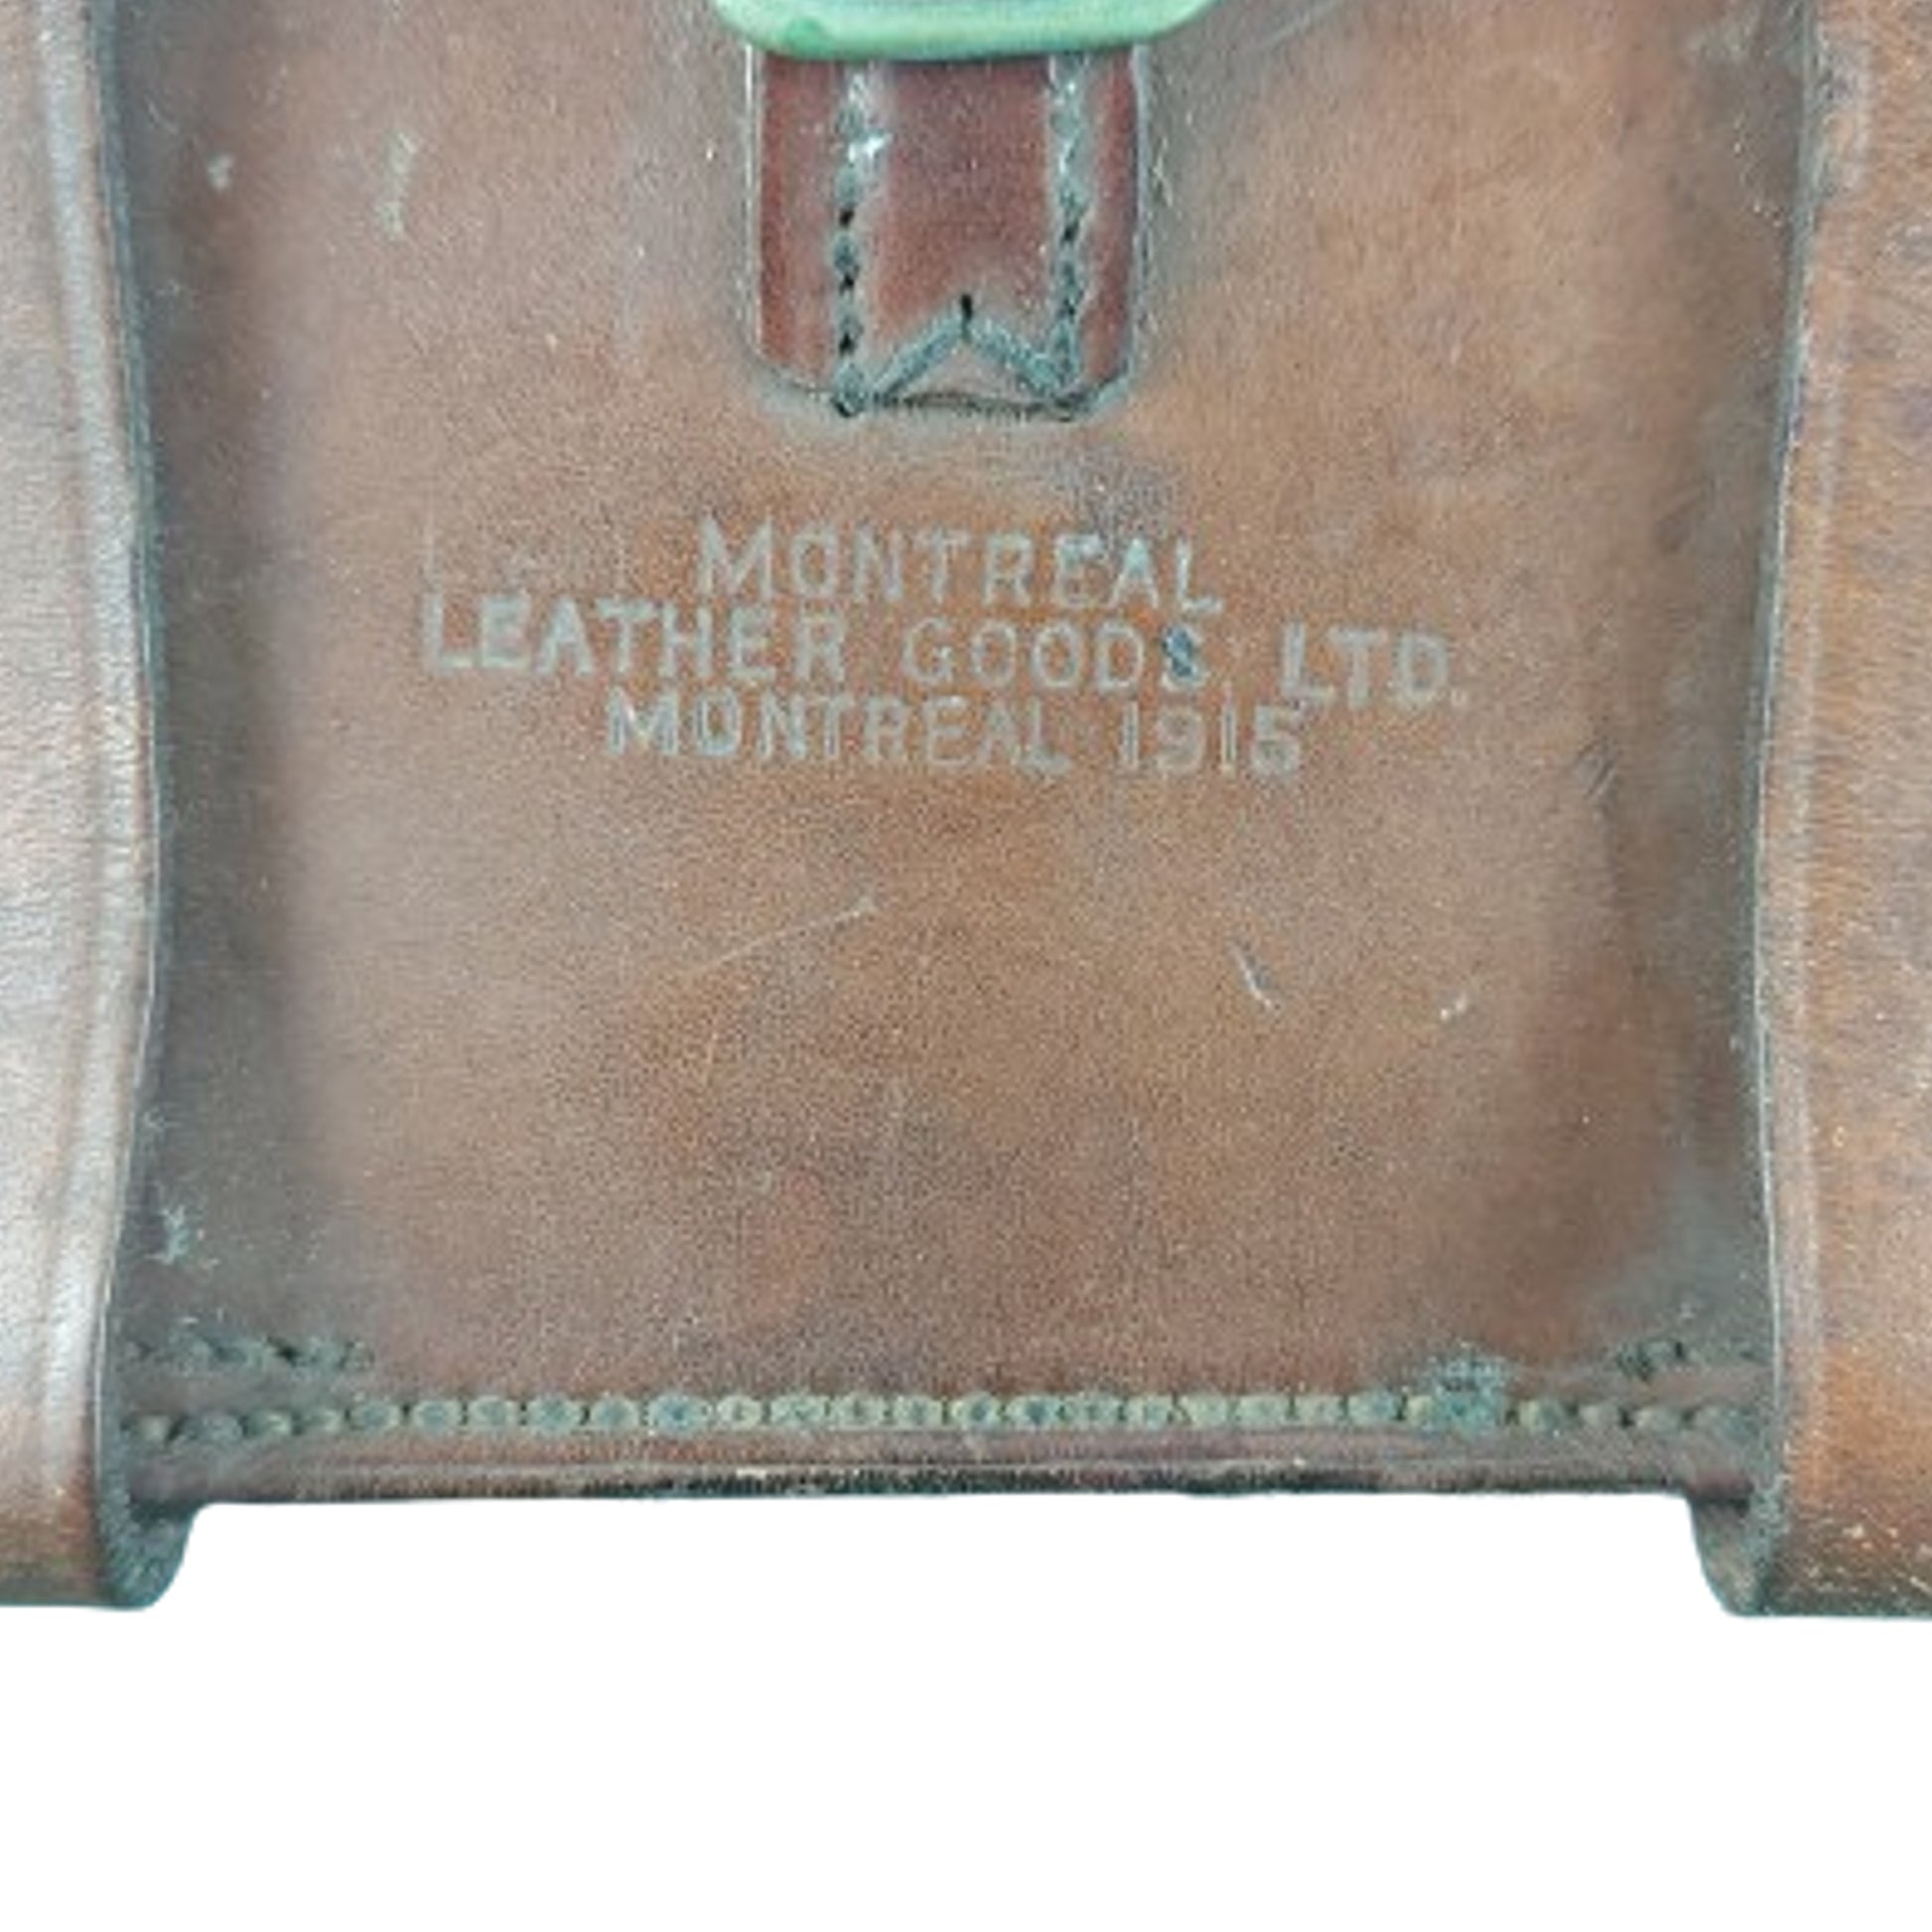 MONTREAL
LEATHER GOODS, LTD.
MONTREAL 1915